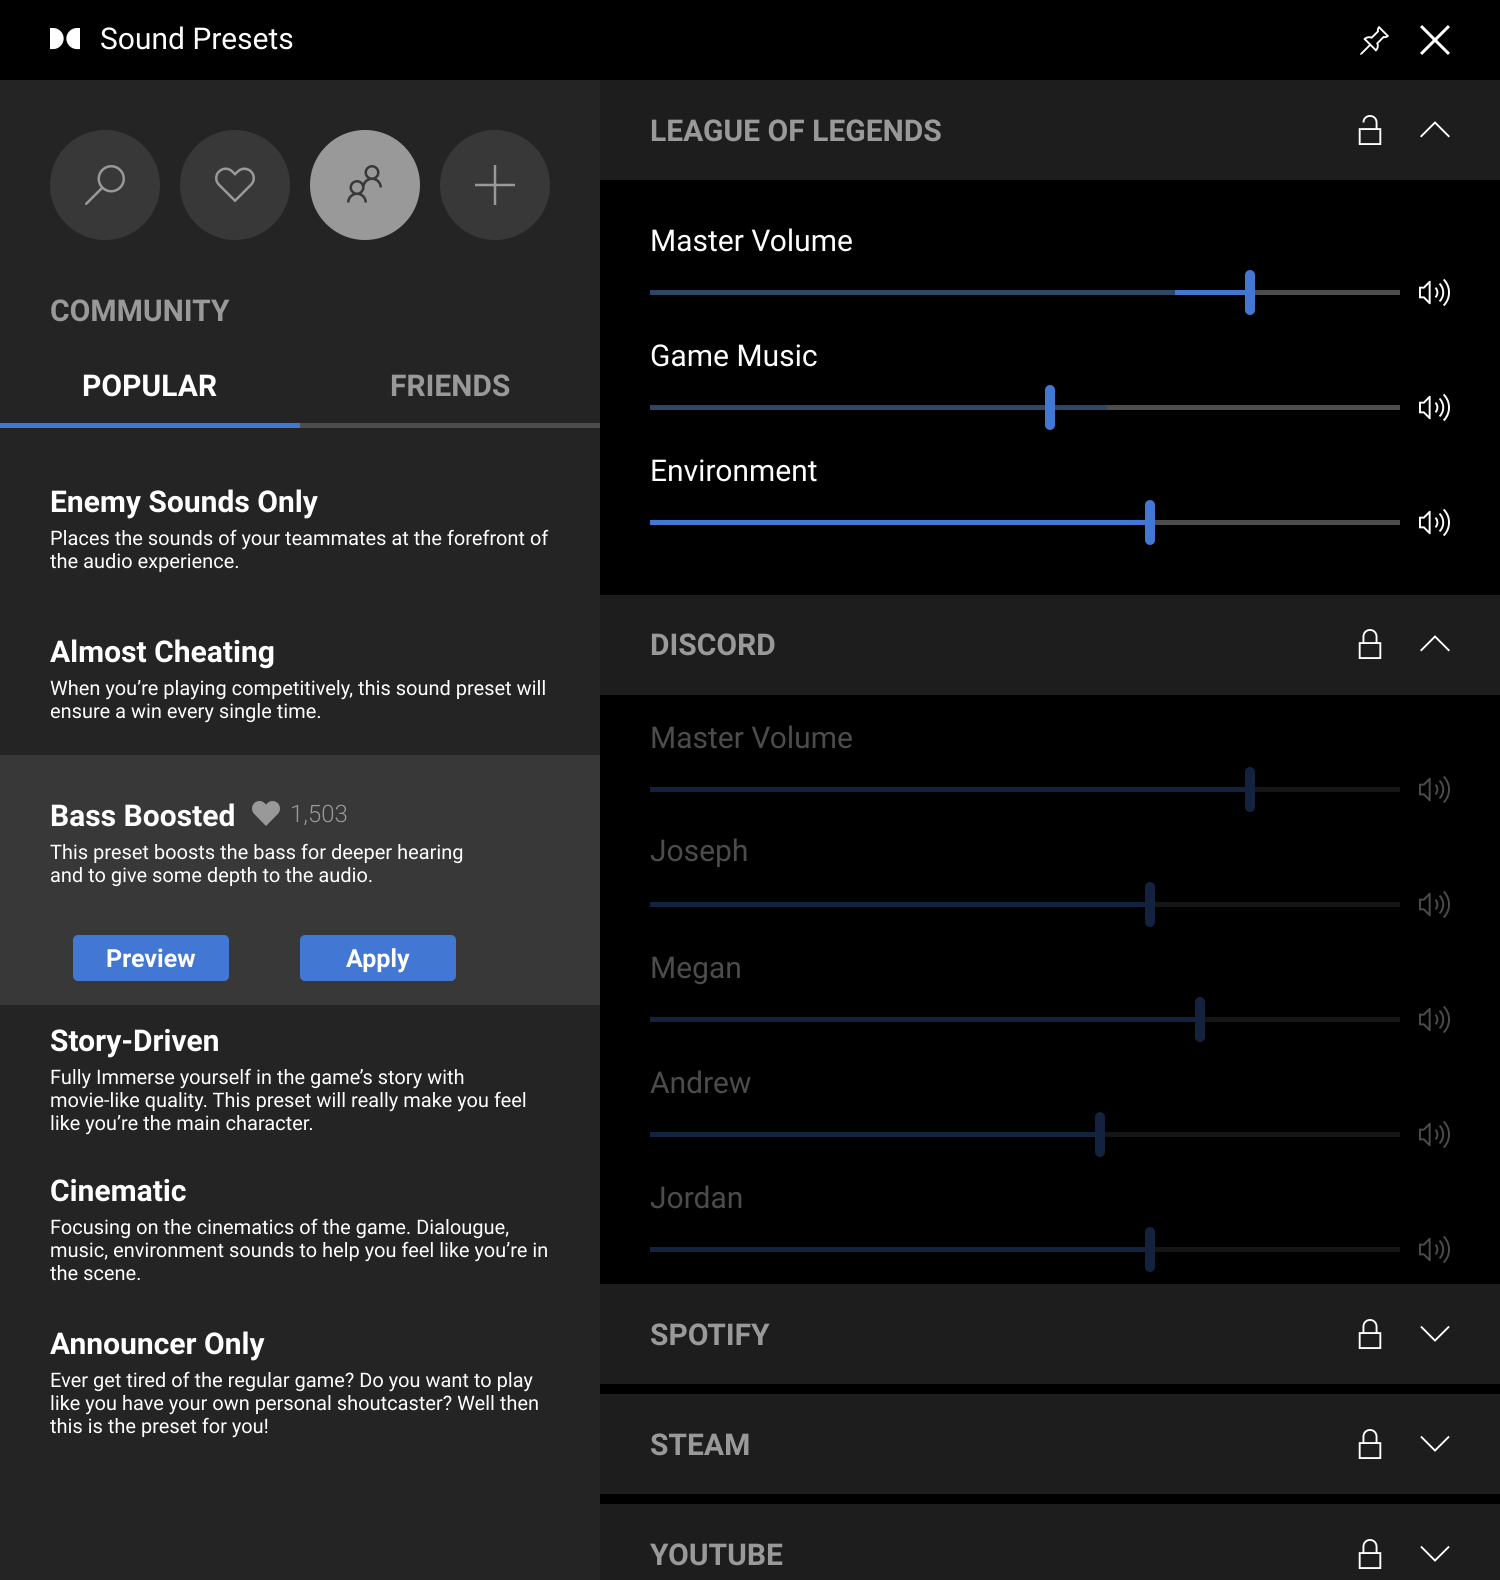 Sound Presets
COMMUNITY
POPULAR
FRIENDS
Enemy Sounds Only
Places the sounds of your teammates at the forefront of
the audio experience.
Almost Cheating
When you’re playing competitively, this sound preset will
ensure a win every single time.
Bass Boosted 1,503
This preset boosts the bass for deeper hearing
and to give some depth to the audio.
Preview
Apply
Story-Driven
Fully Immerse yourself in the game’s story with
movie-like quality. This preset will really make you feel
like you’re the main character.
Cinematic
Focusing on the cinematics of the game. Dialougue,
music, environment sounds to help you feel like you’re in
the scene.
Announcer Only
Ever get tired of the regular game? Do you want to play
like you have your own personal shoutcaster? Well then
this is the preset for you!
LEAGUE OF LEGENDS
Master Volume
Game Music
Environment
DISCORD
Master Volume
Joseph
Megan
Andrew
Jordan
SPOTIFY
STEAM
YOUTUBE